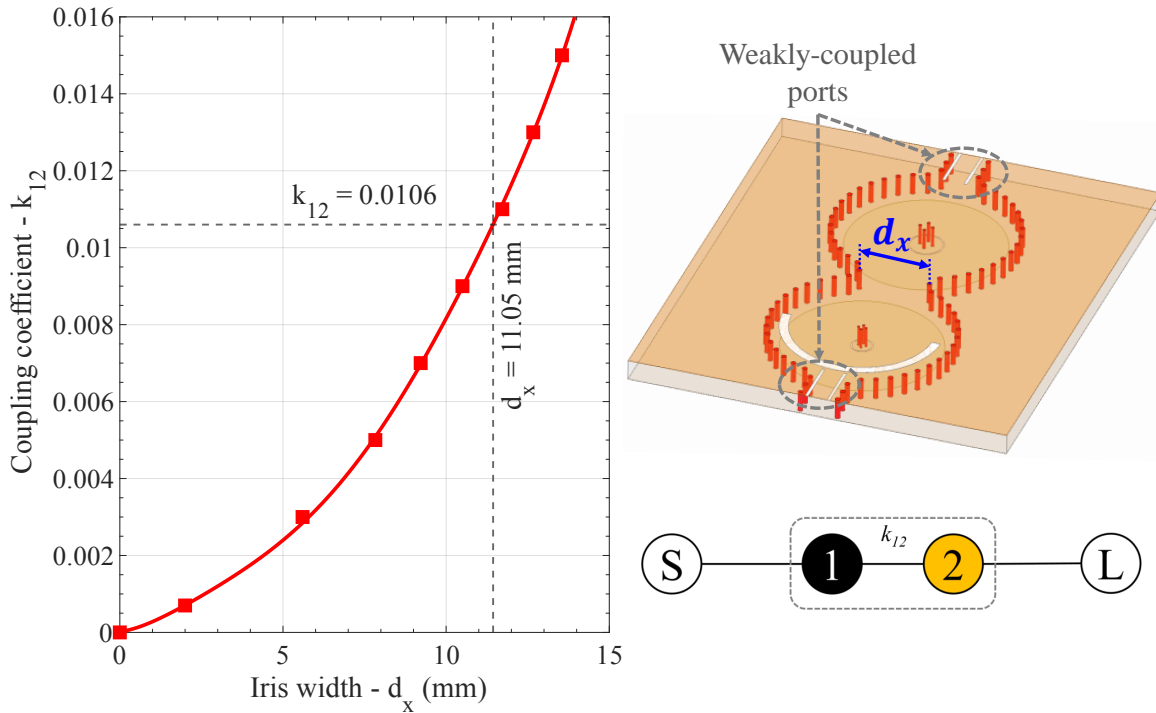 0.016
0.014
0.012
0.01
0.008
0.006
0.004
0.002
0
0
5
10
15
Coupling coefficient - k12
Iris width - dx (mm)
k12 = 0.0106
dx = 11.05 mm
Weakly-coupled
ports
dx
S
1
k12
2
L